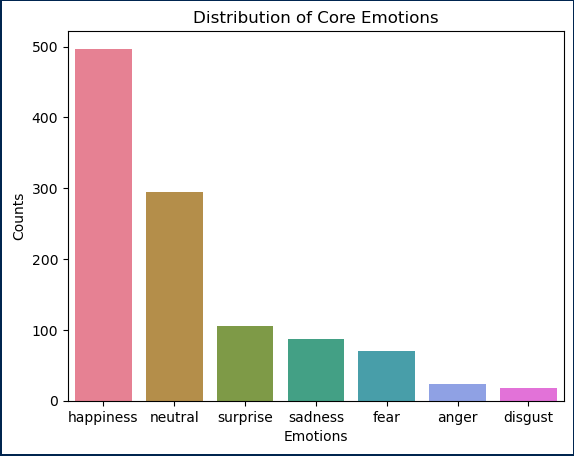 Distribution of Core Emotions
500
400
300
200
100
0
Counts
happiness neutral surprise sadness fear anger disgust
Emotions